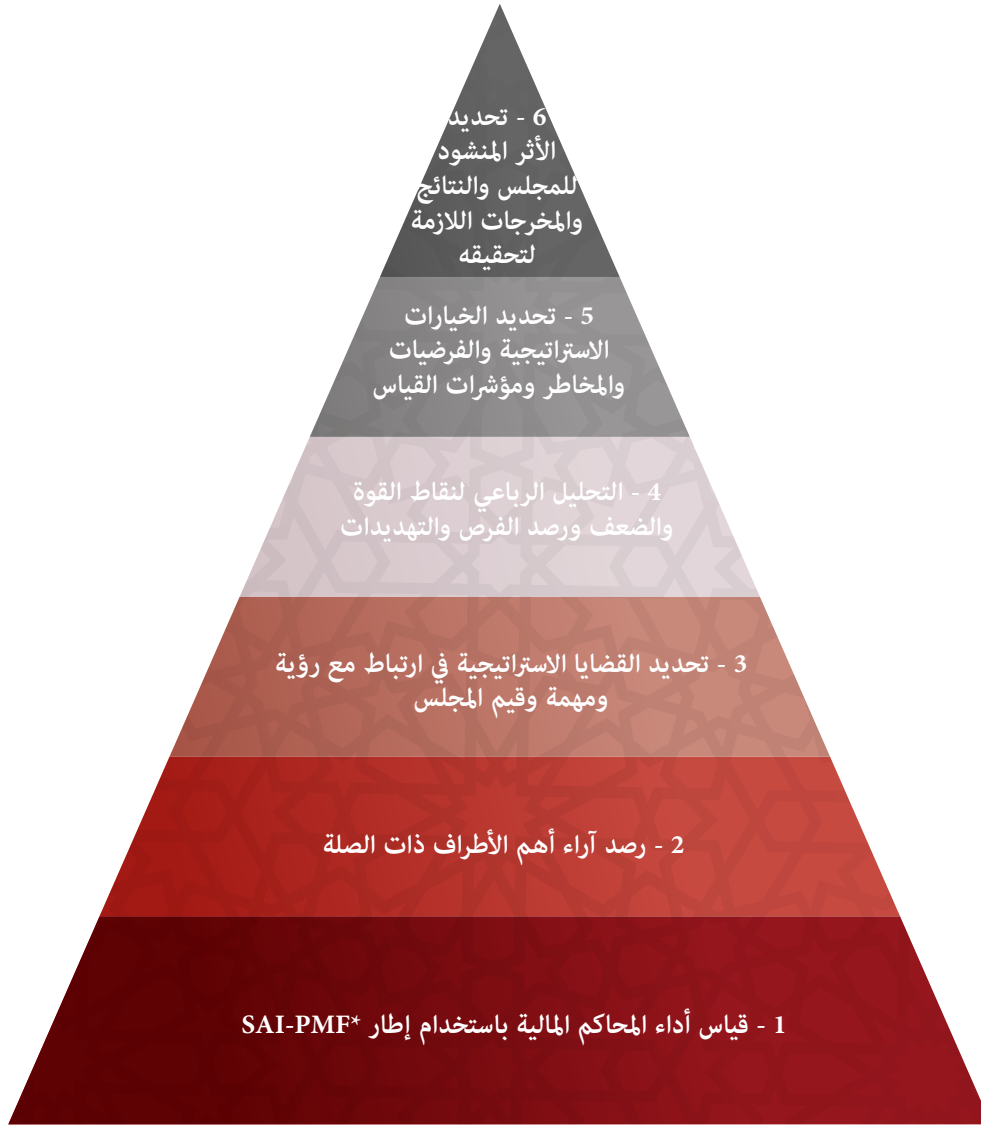 6 - تحديد
الأثر المنشود
للمجلس والنتائج
والمخرجات اللازمة
لتحقيقه
5 - تحديد الخيارات
الاستراتيجية والفرضيات
والمخاطر ومؤشرات القياس
4 - التحليل الرباعي لنقاط القوة
والضعف ورصد الفرص والتهديدات
3 - تحديد القضايا الاستراتيجية في ارتباط مع رؤية
ومهمة وقيم المجلس
2 - رصد آراء أهم الأطراف ذات الصلة
1 - قياس أداء المحاكم المالية باستخدام إطار SAI-PMF*